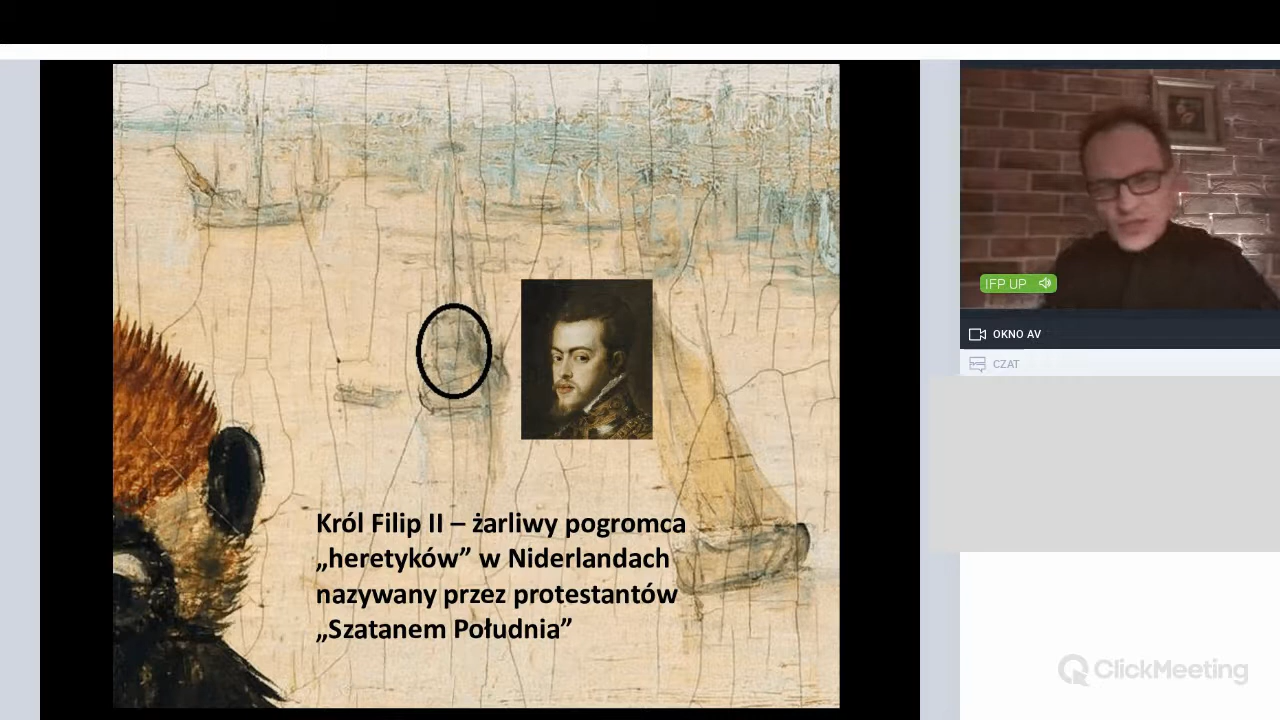 Król Filip II – żarliwy pogromca
„heretyków” w Niderlandach
nazywany przez protestantów
„Szatanem Południa”
IFP UP
OKNO AV
CZAT
ClickMeeting